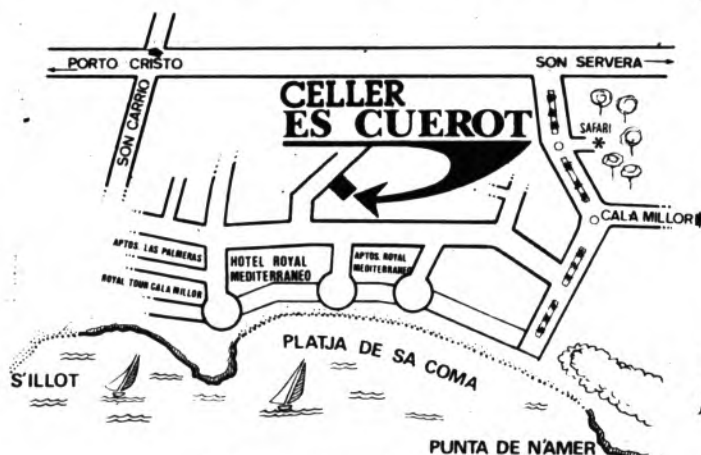 PORTO CRISTO
SON SERVERA
SON CARRIO
CELLER
ES CUEROT
SAFARI
CALA MILLOR
APTOS. LAS PALMERAS
HOTEL ROYAL
MEDITERRANEO
APTOS. ROYAL
MEDITERRANEO
ROYAL TOUR CALA MILLOR
PLATJA DE SA COMA
S'ILLOT
PUNTA DE N'AMER